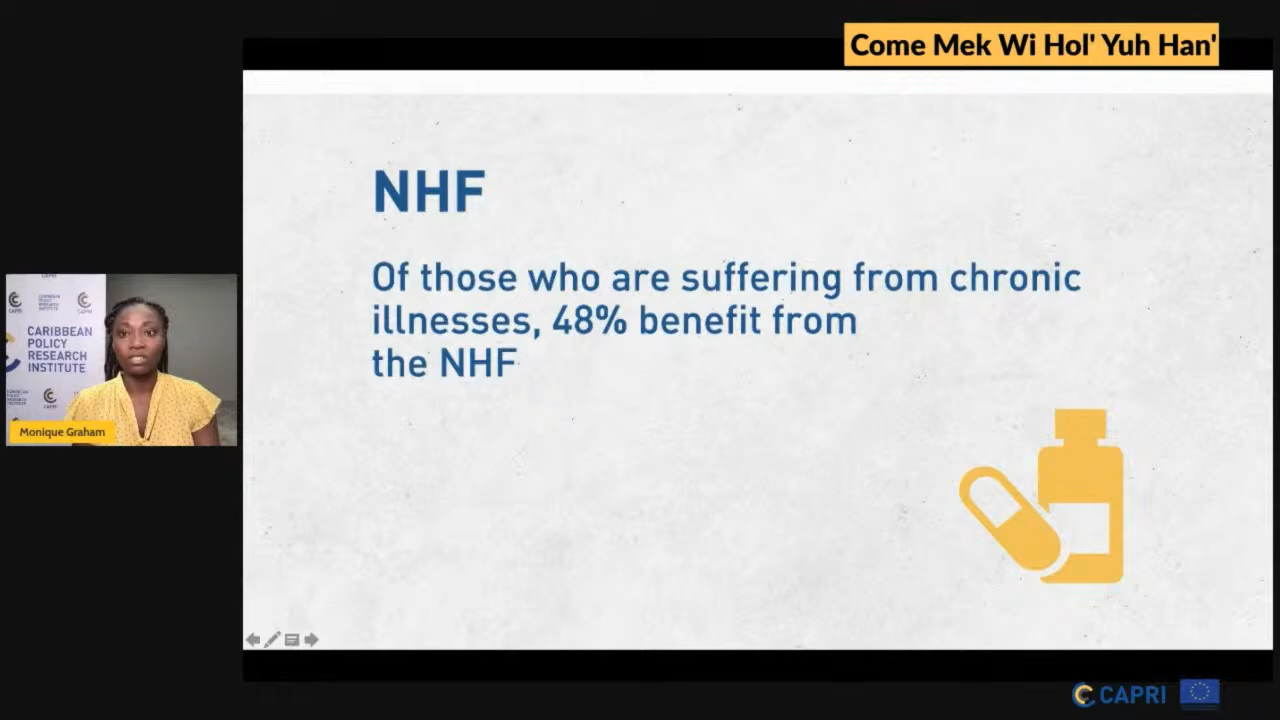 Come Mek Wi Hol' Yuh Han'
NHF
Of those who are suffering from chronic
illnesses, 48% benefit from
the NHF
CARIBBEAN
POLICY
RESEARCH
INSTITUTE
CAPRI
Monique Graham
CAPRI